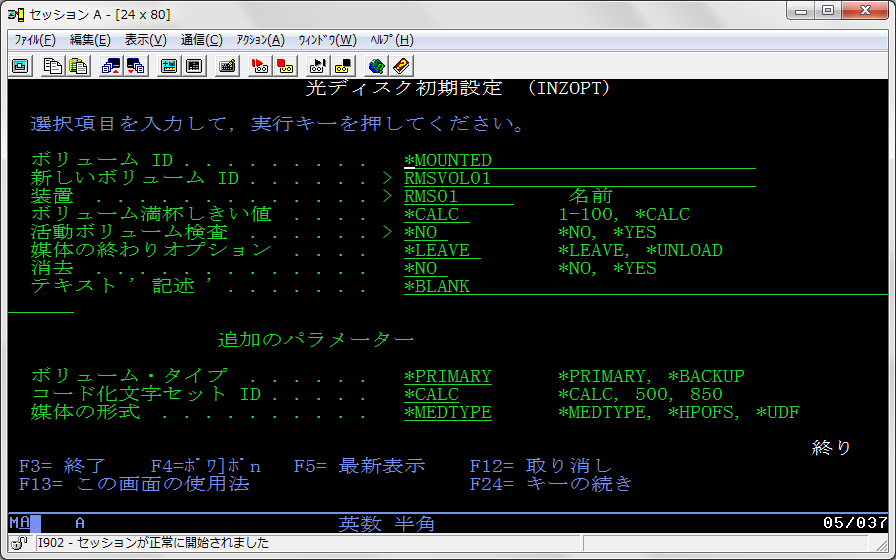 セッション A - [24 x 80]
ファイル(F) 編集(E) 表示(V) 通信(C) アクション(A) ウィンドウ(W) ヘルプ(H)
光ディスク初期設定 (INZOPT)
選択項目を入力して, 実行キーを押してください。
ボリューム ID . . . . . . . . . *MOUNTED
新しいボリューム ID . . . . . . > RMSVOL01
装置 . . . . . . . . . . . . . > RMS01 名前
ボリューム満杯しきい値 . . . . *CALC 1-100, *CALC
活動ボリューム検査 . . . . . . > *NO *NO, *YES
媒体の終わりオプション . . . . *LEAVE *LEAVE, *UNLOAD
消去 . . . . . . . . . . . . . *NO *NO, *YES
テキスト ' 記述 ' . . . . . . . *BLANK
追加のパラメーター
ボリューム・タイプ . . . . . . *PRIMARY *PRIMARY, *BACKUP
コード化文字セット ID . . . . . *CALC *CALC, 500, 850
媒体の形式 . . . . . . . . . . *MEDTYPE *MEDTYPE, *HPOFS, *UDF
終り
F3= 終了 F4=ﾎﾟﾜ]ﾎﾟn F5= 最新表示 F12= 取り消し
F13= この画面の使用法 F24= キーの続き
MA A 英数 半角 05/037
I902 - セッションが正常に開始されました